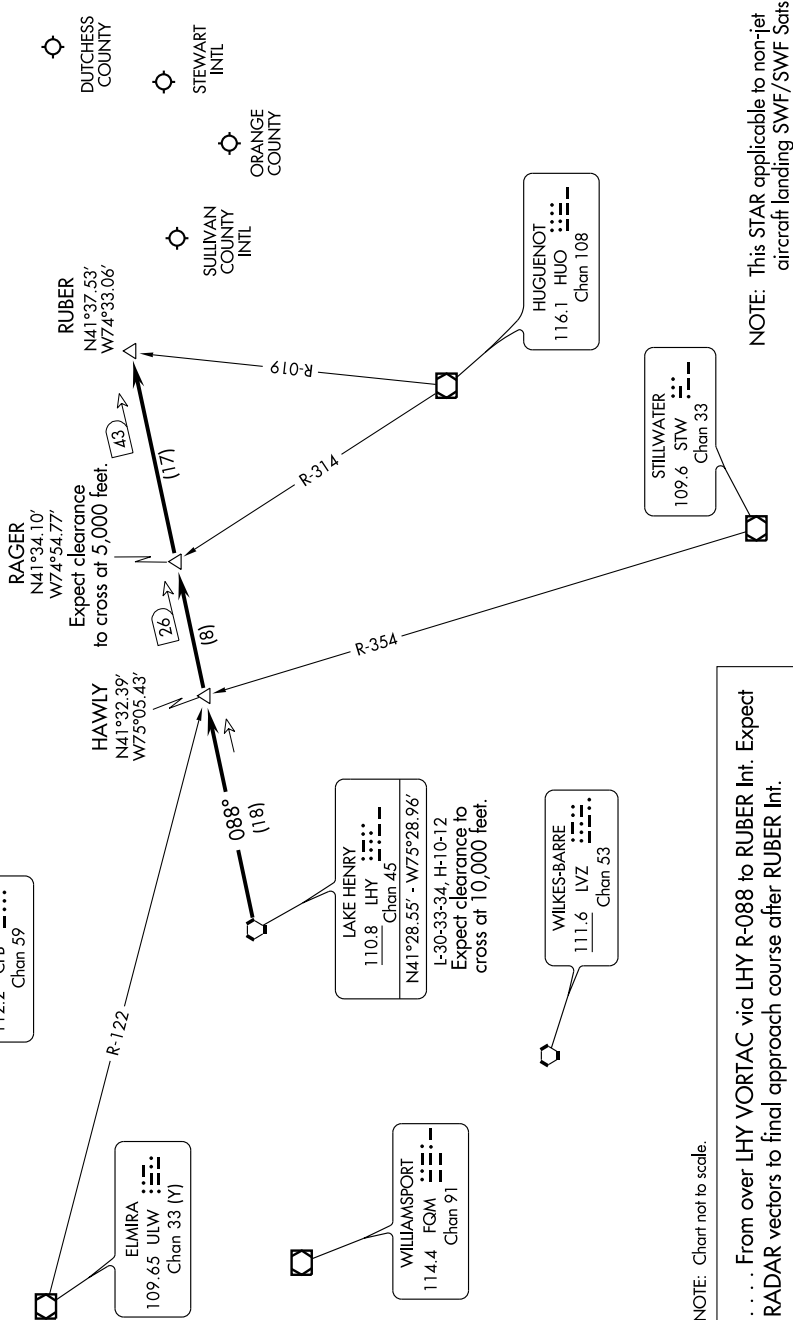 DUTCHESS
COUNTY
STEWART
INTL
ORANGE
COUNTY
SULLIVAN
COUNTY
INTL
RUBER
N41°37.53'
W74°33.06'
RAGER
N41°34.10'
W74°54.77'
Expect clearance
to cross at 5,000 feet.
HAWLY
N41°32.39'
W75°05.43'
43
(17)
26
(8)
088°
(18)
R-019
R-314
R-354
R-122
HUGUENOT
116.1 HUO
Chan 108
STILLWATER
109.6 STW
Chan 33
Chan 59
LAKE HENRY
110.8 LHY
Chan 45
N41°28.55' - W75°28.96'
L-30-33-34, H-10-12
Expect clearance to
cross at 10,000 feet.
WILKES-BARRE
111.6 LVZ
Chan 53
ELMIRA
109.65 ULW
Chan 33 (Y)
WILLIAMSPORT
114.4 FQM
Chan 91
NOTE: This STAR applicable to non-jet
aircraft landing SWF/SWF Sats
NOTE: Chart not to scale.
. . . . From over LHY VORTAC via LHY R-088 to RUBER Int. Expect
RADAR vectors to final approach course after RUBER Int.